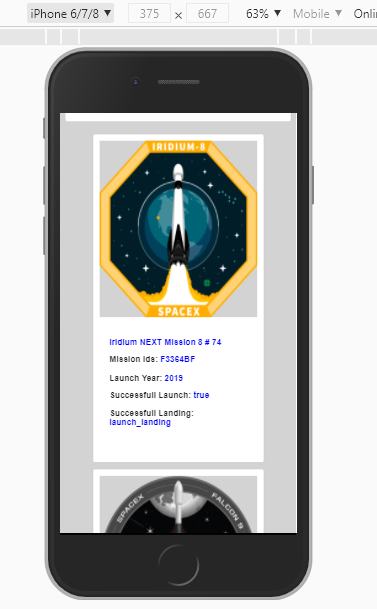 iPhone 6/7/8 ▼ 375 × 667 63% ▼ Mobile ▼ Onli
IRIDIUM-8
SPACEX
Iridium NEXT Mission 8 # 74
Mission Ids: F3364BF
Launch Year: 2019
Successfull Launch: true
Successfull Landing:
launch_landing
SPACEX FALCON 9